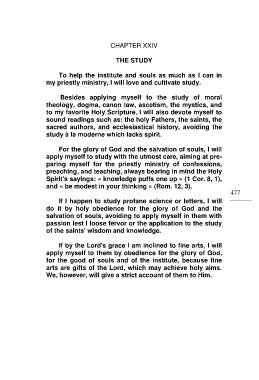 CHAPTER XXIV
THE STUDY
To help the institute and souls as much as I can in
my priestly ministry, I will love and cultivate study.
Besides applying myself to the study of moral
theology, dogma, canon law, ascetism, the mystics, and
to my favorite Holy Scripture, I will also devote myself to
sound readings such as: the holy Fathers, the saints, the
sacred authors, and ecclesiastical history, avoiding the
study à la moderne which lacks spirit.
For the glory of God and the salvation of souls, I will
apply myself to study with the utmost care, aiming at pre-
paring myself for the priestly ministry of confessions,
preaching, and teaching, always bearing in mind the Holy
Spirit's sayings: « knowledge puffs one up » (1 Cor. 8, 1),
and « be modest in your thinking » (Rom. 12, 3).
477
If I happen to study profane science or letters, I will
do it by holy obedience for the glory of God and the
salvation of souls, avoiding to apply myself in them with
passion lest I loose fervor or the application to the study
of the saints' wisdom and knowledge.
If by the Lord's grace I am inclined to fine arts, I will
apply myself to them by obedience for the glory of God,
for the good of souls and of the institute, because fine
arts are gifts of the Lord, which may achieve holy aims.
We, however, will give a strict account of them to Him.